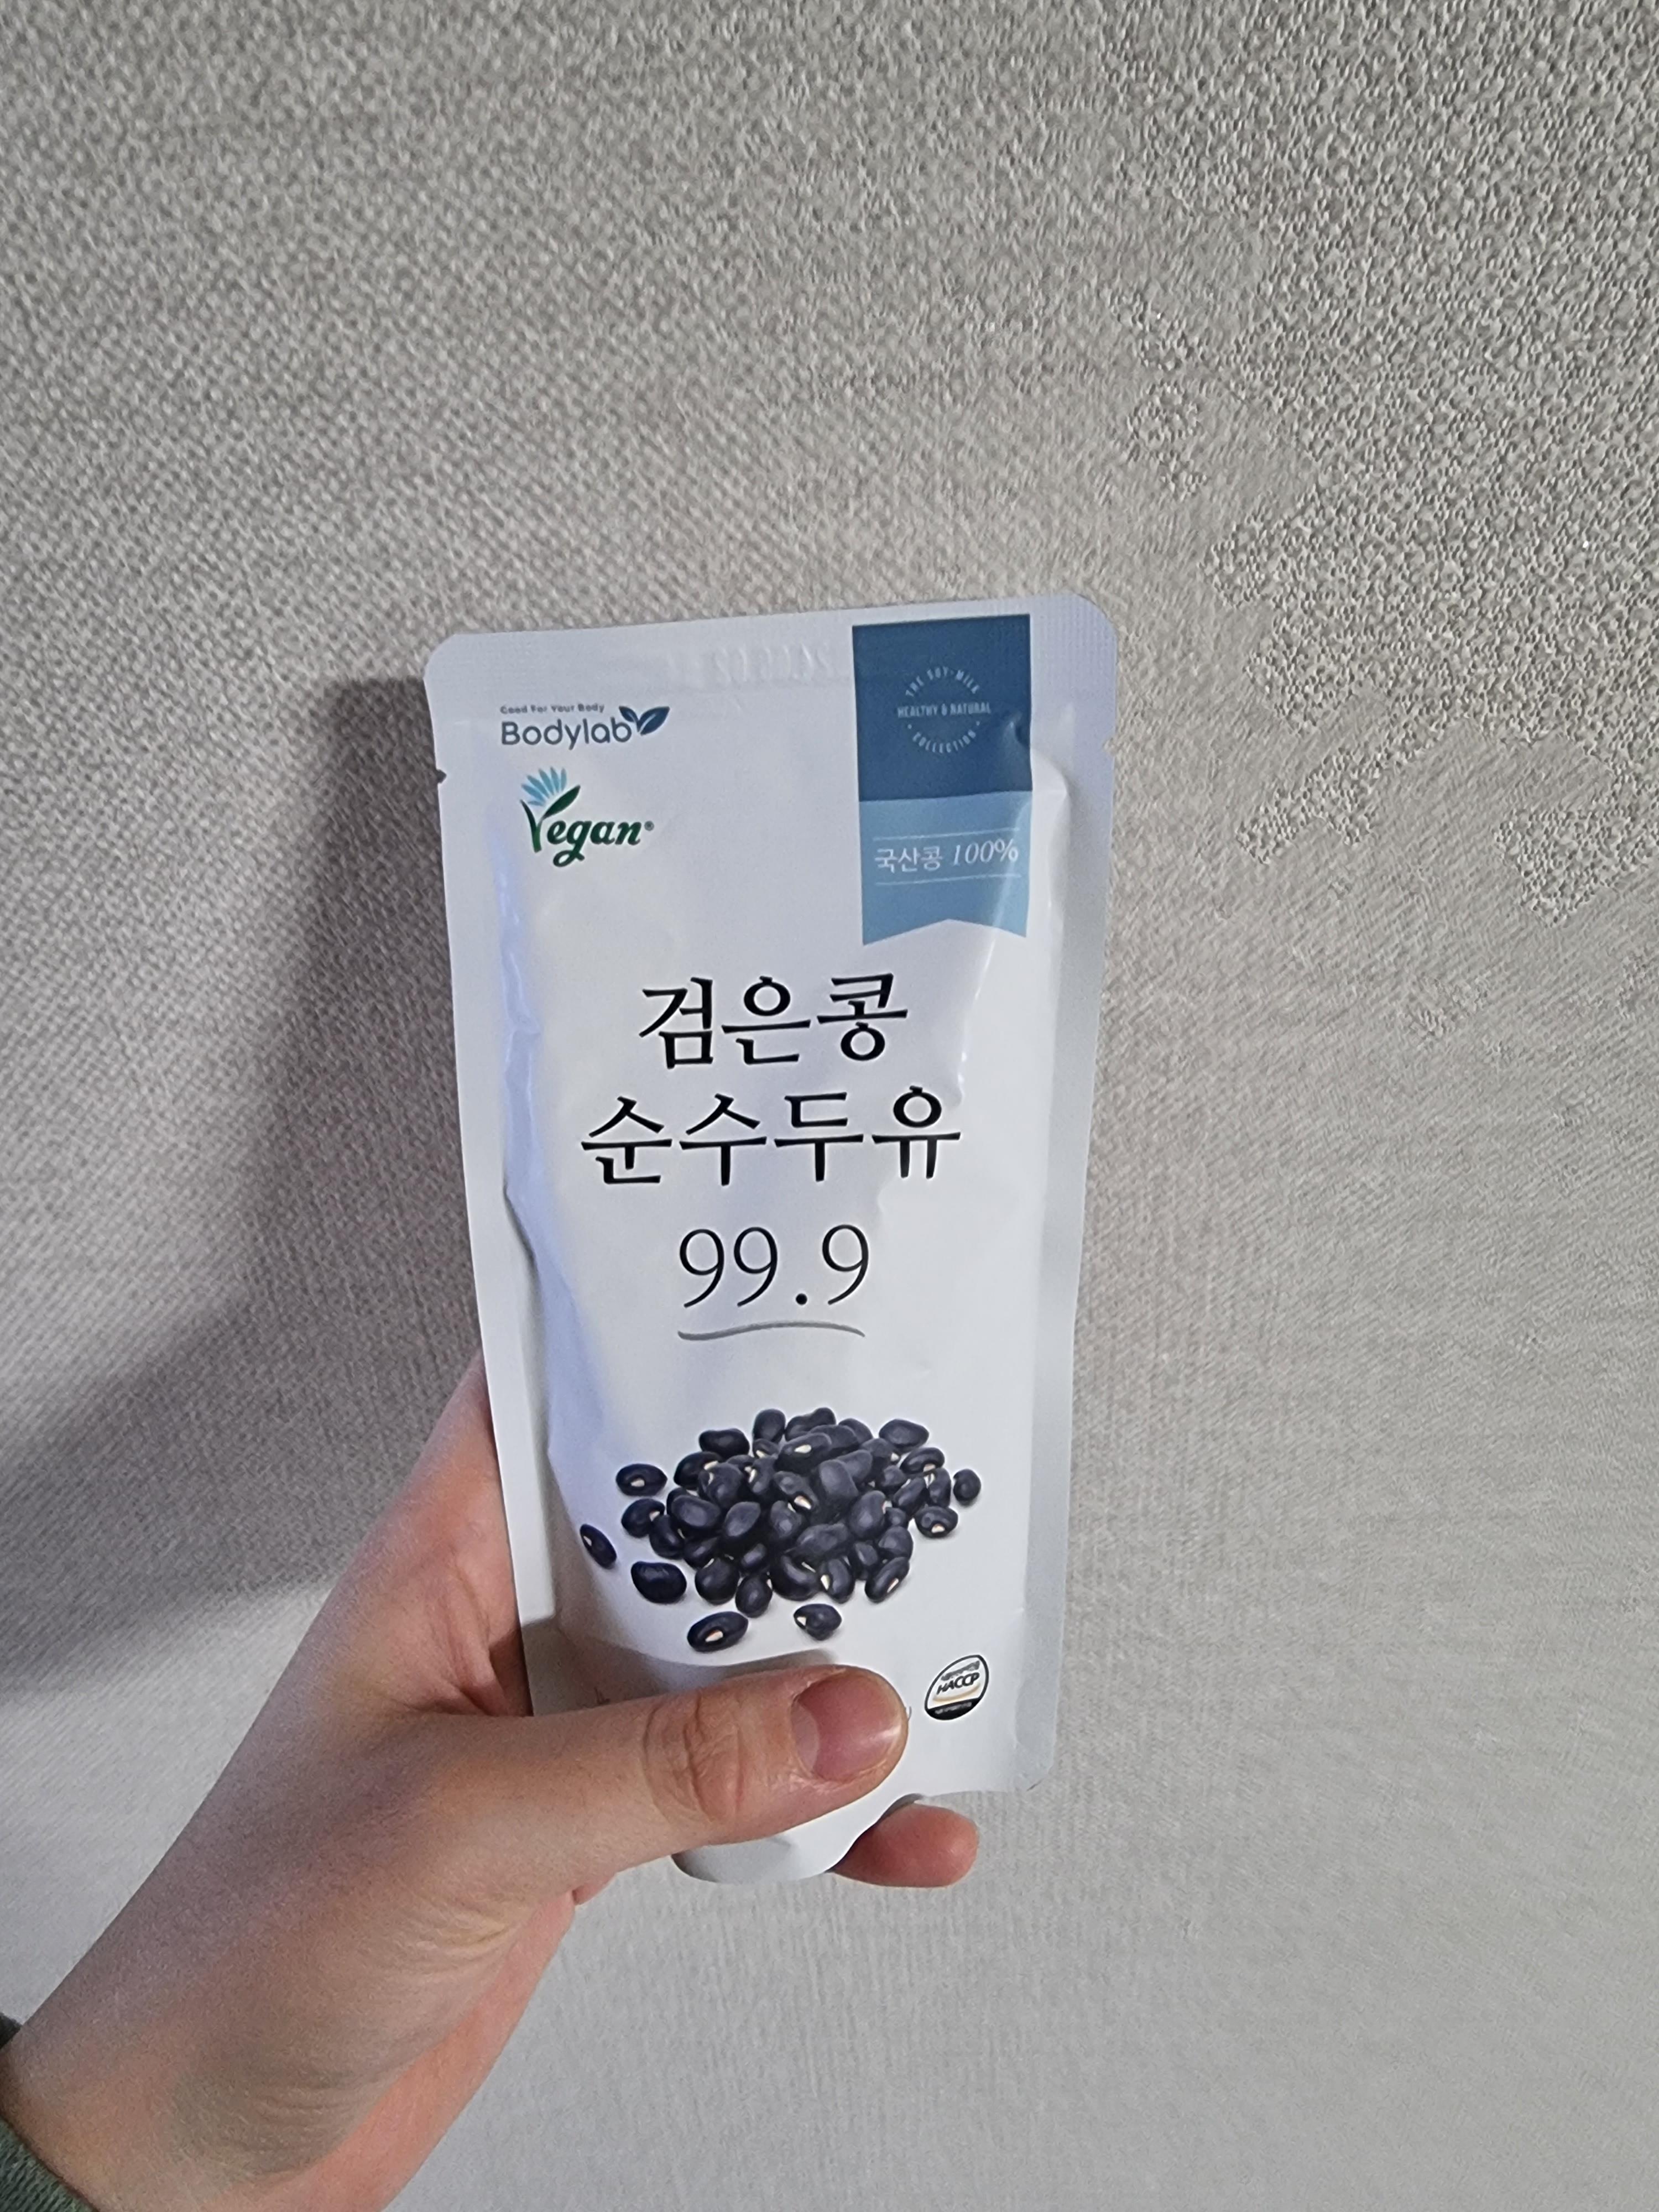 Good For Your Body
Bodylab
Vegan®
THE SOY-MILK
HEALTHY & NATURAL
COLLECTION
국산콩 100%
검은콩
순수두유
99.9
HACCP